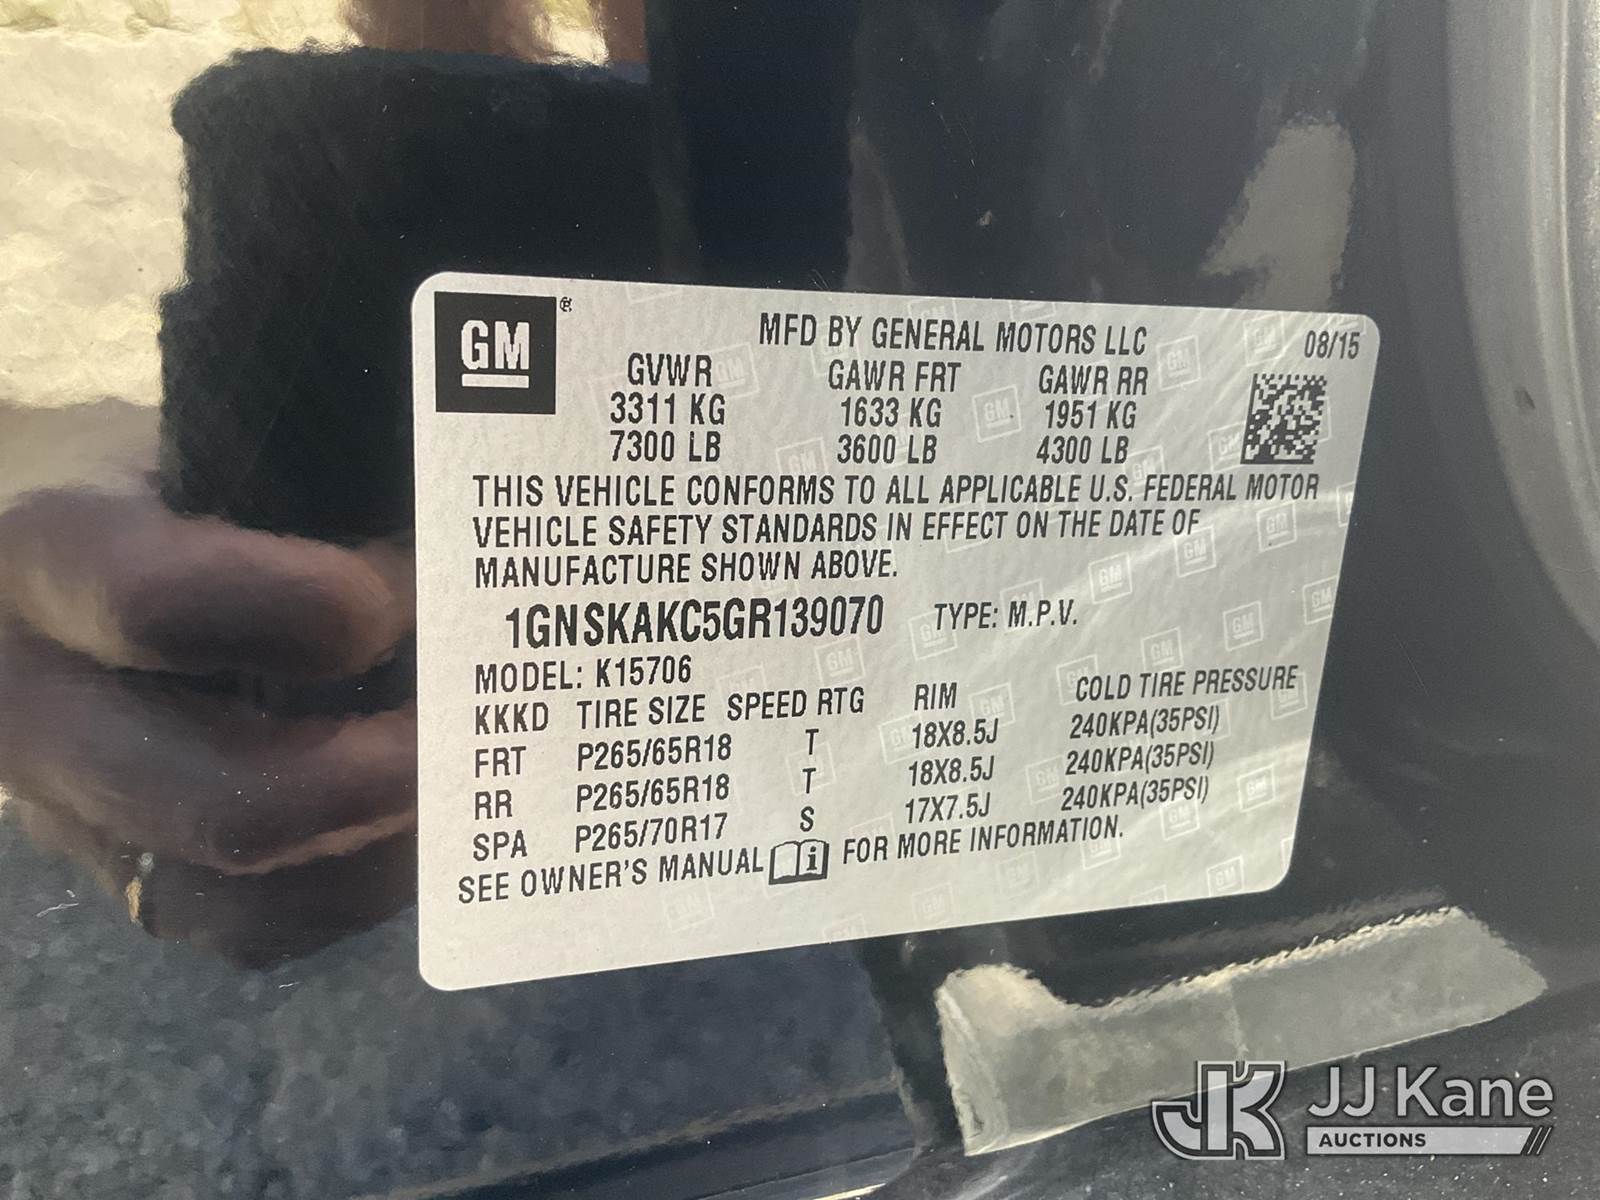 GM ®
MFD BY GENERAL MOTORS LLC 08/15
GVWR GAWR FRT GAWR RR
3311 KG 1633 KG 1951 KG
7300 LB 3600 LB 4300 LB
THIS VEHICLE CONFORMS TO ALL APPLICABLE U.S. FEDERAL MOTOR
VEHICLE SAFETY STANDARDS IN EFFECT ON THE DATE OF
MANUFACTURE SHOWN ABOVE.
1GNSKAKC5GR139070 TYPE: M.P.V.
MODEL: K15706
KKKD TIRE SIZE SPEED RTG RIM COLD TIRE PRESSURE
FRT P265/65R18 T 18X8.5J 240KPA(35PSI)
RR P265/65R18 T 18X8.5J 240KPA(35PSI)
SPA P265/70R17 S 17X7.5J 240KPA(35PSI)
SEE OWNER'S MANUAL i FOR MORE INFORMATION.
JK JJ Kane
AUCTIONS